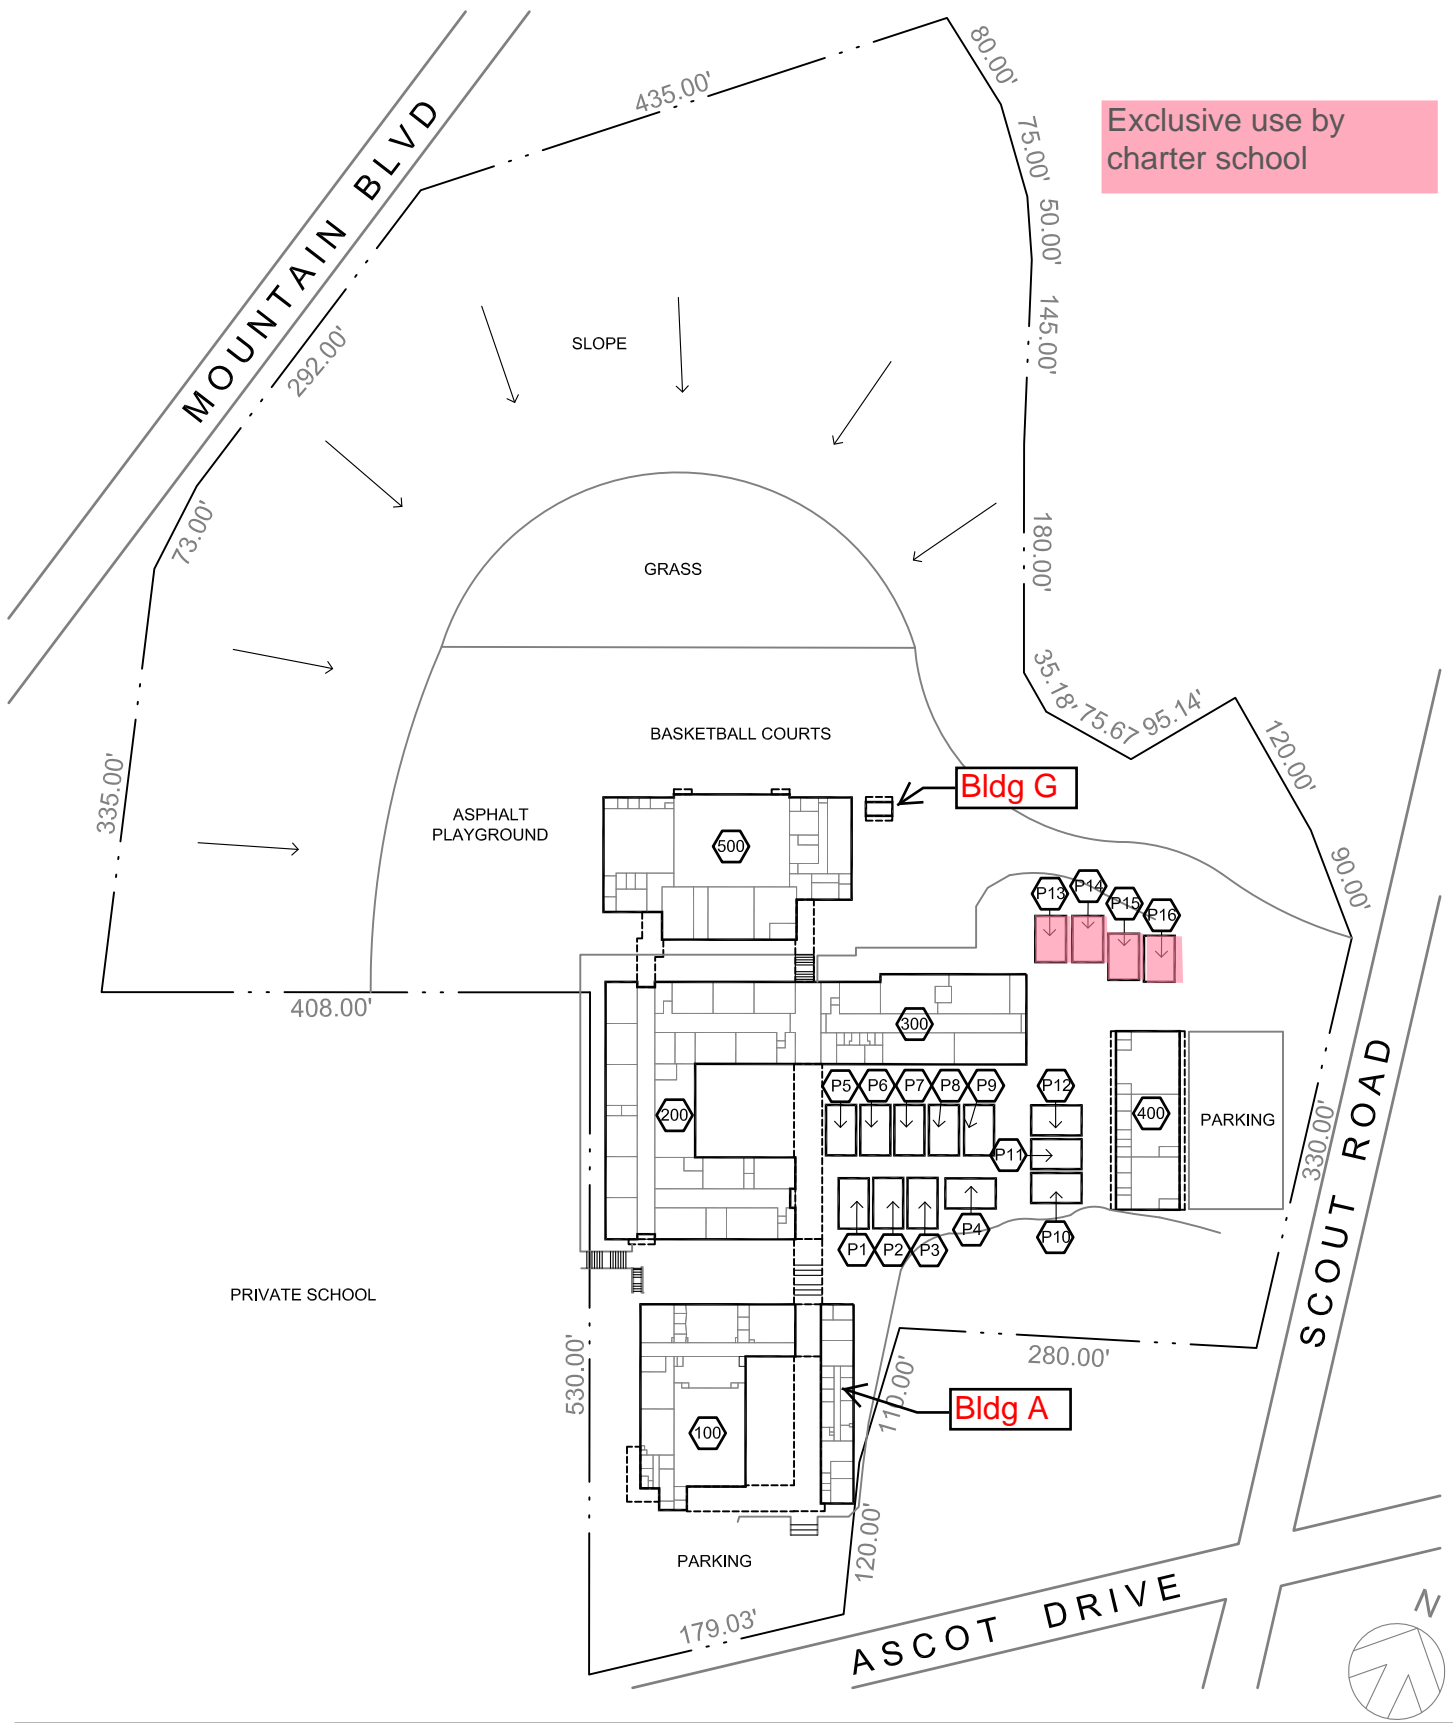 MOUNTAIN BLVD
435.00'
80.00'
75.00'
50.00'
145.00'
180.00'
35.18'
75.67
95.14'
120.00'
90.00'
330.00'
292.00'
73.00'
335.00'
408.00'
530.00'
179.03'
120.00'
110.00'
280.00'
Exclusive use by
charter school
SLOPE
GRASS
BASKETBALL COURTS
ASPHALT
PLAYGROUND
Bldg G
500
P13
P14
P15
P16
300
200
P5
P6
P7
P8
P9
P12
P11
400
PARKING
P1
P2
P3
P4
P10
PRIVATE SCHOOL
Bldg A
100
PARKING
SCOUT ROAD
ASCOT DRIVE
N